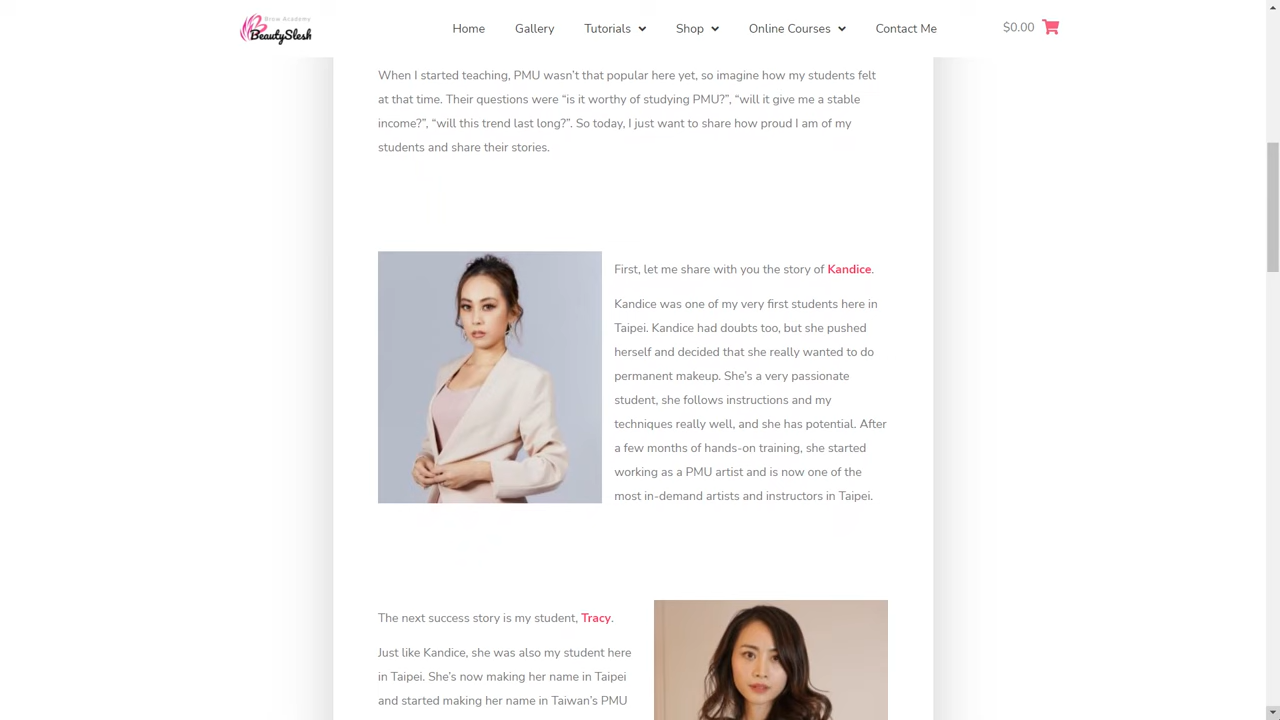 Brow Academy
BeautySlesh
Home
Gallery
Tutorials
Shop
Online Courses
Contact Me
$0.00
When I started teaching, PMU wasn’t that popular here yet, so imagine how my students felt
at that time. Their questions were “is it worthy of studying PMU?”, “will it give me a stable
income?”, “will this trend last long?”. So today, I just want to share how proud I am of my
students and share their stories.
First, let me share with you the story of Kandice.
Kandice was one of my very first students here in
Taipei. Kandice had doubts too, but she pushed
herself and decided that she really wanted to do
permanent makeup. She’s a very passionate
student, she follows instructions and my
techniques really well, and she has potential. After
a few months of hands-on training, she started
working as a PMU artist and is now one of the
most in-demand artists and instructors in Taipei.
The next success story is my student, Tracy.
Just like Kandice, she was also my student here
in Taipei. She’s now making her name in Taipei
and started making her name in Taiwan’s PMU